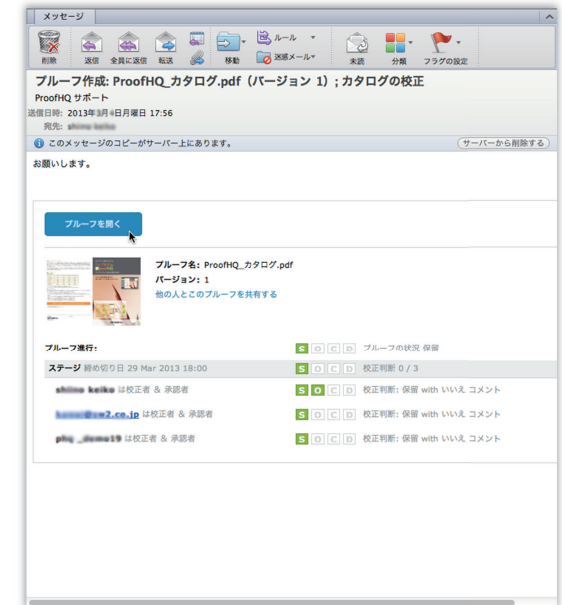 メッセージ
削除
返信
全員に返信
転送
移動
ルール
迷惑メール
未読
分類
フラグの設定
プルーフ作成: ProofHQ_カタログ.pdf（バージョン 1）; カタログの校正
ProofHQ サポート
送信日時: 2013年 日月曜日 17:56
宛先:
このメッセージのコピーがサーバー上にあります。
サーバーから削除する
お願いします。
プルーフを開く
プルーフ名: ProofHQ_カタログ.pdf
バージョン: 1
他の人とこのプルーフを共有する
プルーフ進行: S O C D プルーフの状況 保留
ステージ 締め切り日 29 Mar 2013 18:00 S O C D 校正判断 0 / 3
は校正者 & 承認者 S O C D 校正判断: 保留 with いいえ コメント
w2.co.jp は校正者 & 承認者 S O C D 校正判断: 保留 with いいえ コメント
は校正者 & 承認者 S O C D 校正判断: 保留 with いいえ コメント